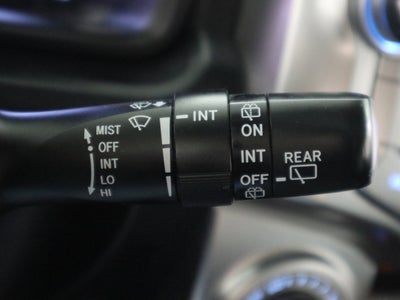 MIST
OFF
INT
LO
HI
INT
ON
INT
OFF
REAR